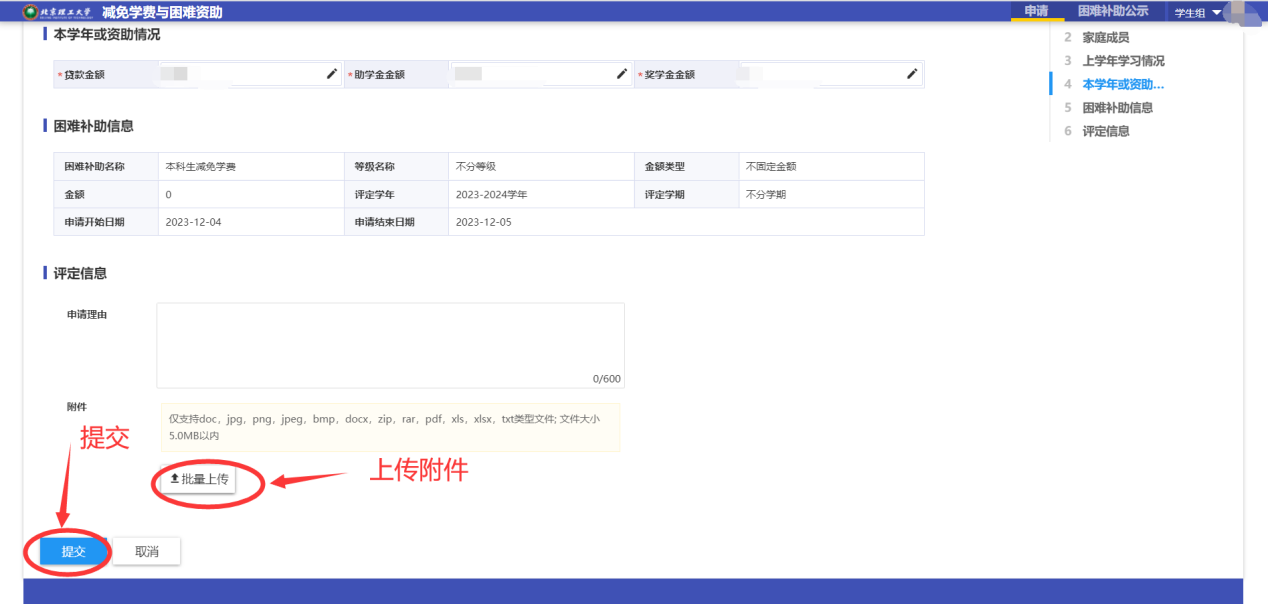 北京理工大学 减免学费与困难资助 申请 困难补助公示 学生组
本学年或资助情况
*贷款金额 *助学金金额 *奖学金金额
困难补助信息
困难补助名称 本科生减免学费 等级名称 不分等级 金额类型 不固定金额
金额 0 评定学年 2023-2024学年 评定学期 不分学期
申请开始日期 2023-12-04 申请结束日期 2023-12-05
评定信息
申请理由
0/600
附件
仅支持doc，jpg，png，jpeg，bmp，docx，zip，rar，pdf，xls，xlsx，txt类型文件; 文件大小
5.0MB以内
提交
批量上传
上传附件
提交 取消
2 家庭成员
3 上学年学习情况
4 本学年或资助...
5 困难补助信息
6 评定信息